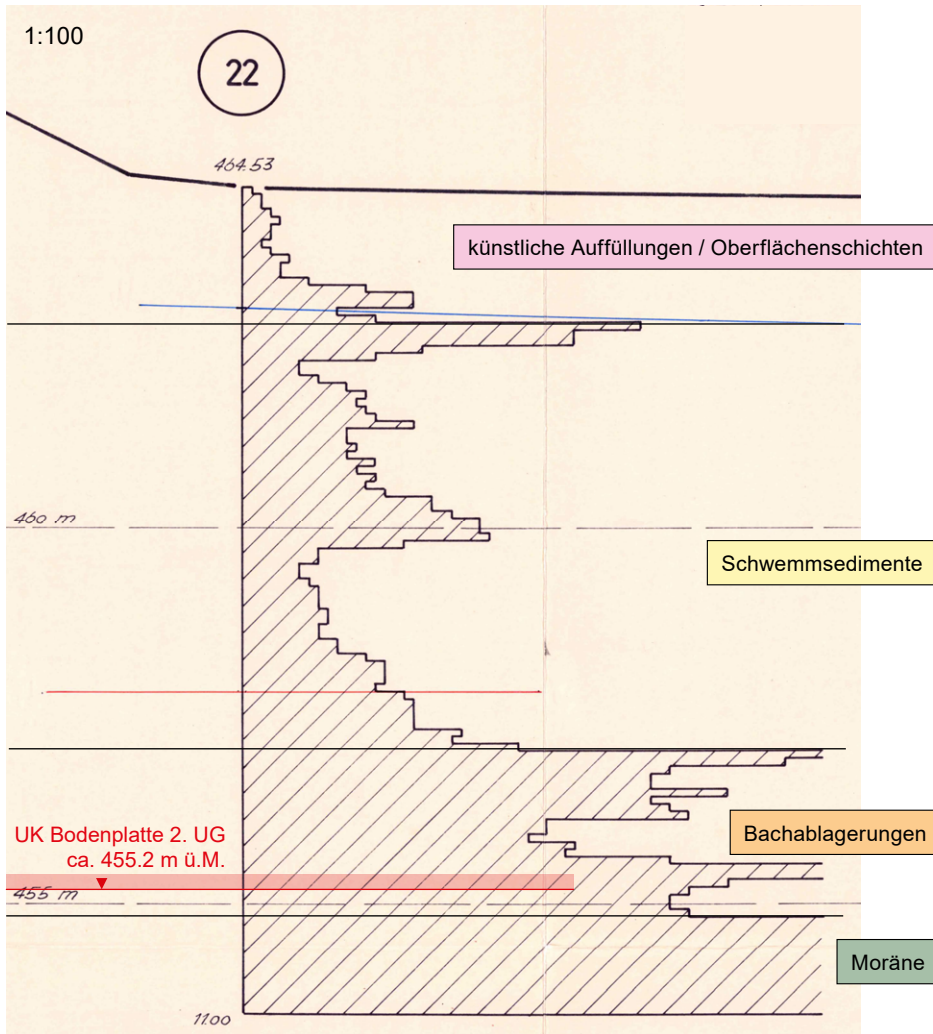 1:100
22
464.53
künstliche Auffüllungen / Oberflächenschichten
460 m
Schwemmsedimente
UK Bodenplatte 2. UG
ca. 455.2 m ü.M.
Bachablagerungen
455 m
Moräne
11.00